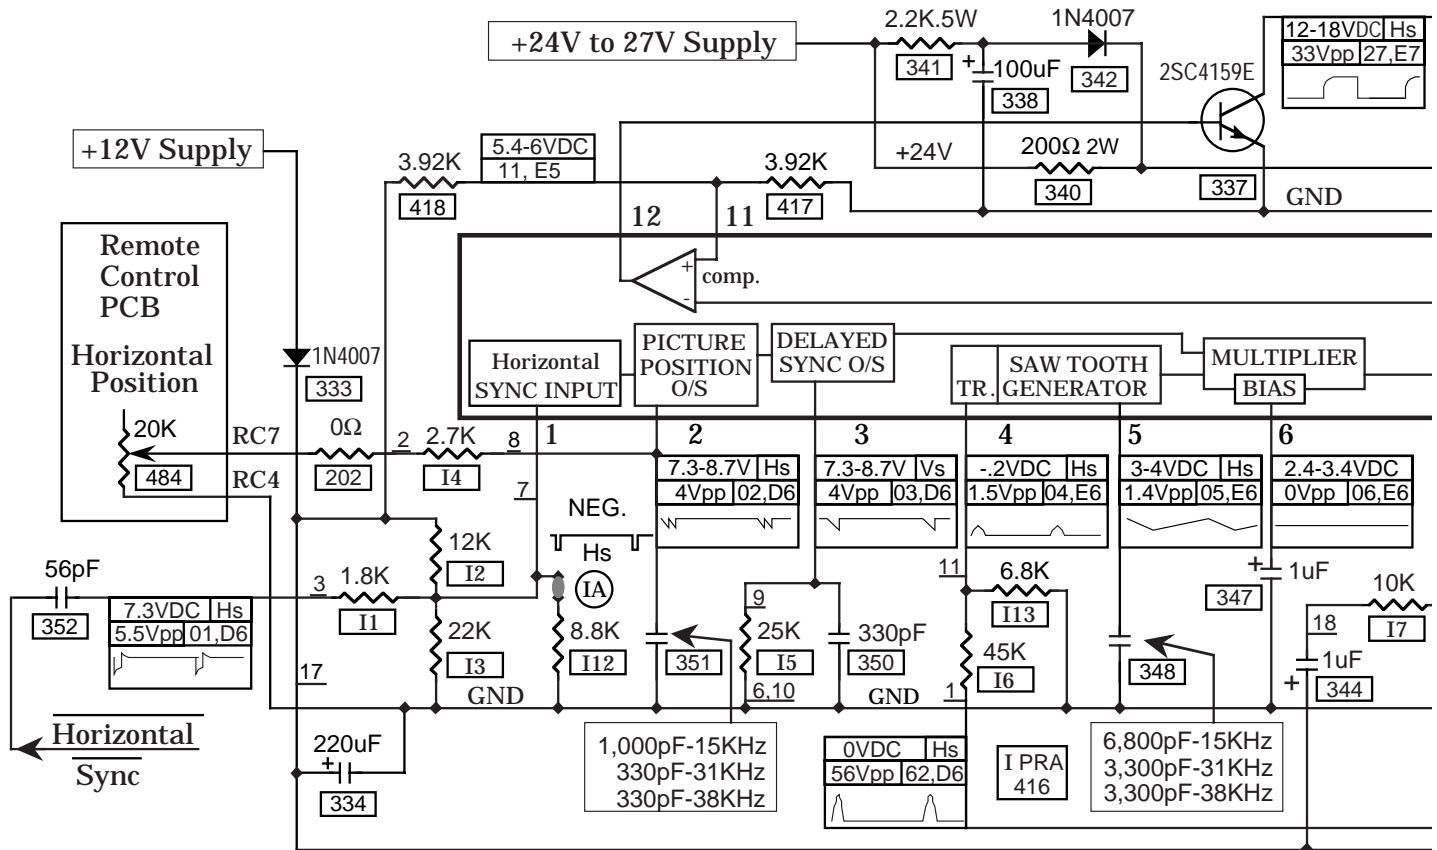 +24V to 27V Supply
2.2K.5W
341
+
100uF
338
1N4007
342
2SC4159E
337
12-18VDC Hs
33Vpp 27,E7
+12V Supply
3.92K
418
5.4-6VDC
11, E5
3.92K
417
+24V
200Ω 2W
340
GND
12
11
+
-
comp.
Remote
Control
PCB
Horizontal
Position
20K
484
RC7
RC4
1N4007
333
0Ω
202
2
2.7K
I4
8
Horizontal
SYNC INPUT
PICTURE
POSITION
O/S
DELAYED
SYNC O/S
TR.
SAW TOOTH
GENERATOR
MULTIPLIER
BIAS
1
2
3
4
5
6
7
NEG.
Hs
IA
7.3-8.7V Hs
4Vpp 02,D6
7.3-8.7V Vs
4Vpp 03,D6
-.2VDC Hs
1.5Vpp 04,E6
3-4VDC Hs
1.4Vpp 05,E6
2.4-3.4VDC
0Vpp 06,E6
56pF
352
3
1.8K
I1
12K
I2
22K
I3
7.3VDC Hs
5.5Vpp 01,D6
17
GND
8.8K
I12
351
9
25K
I5
6,10
330pF
350
GND
11
6.8K
I13
45K
I6
1
348
+
1uF
347
10K
I7
18
1uF
+
344
Horizontal
Sync
220uF
+
334
1,000pF-15KHz
330pF-31KHz
330pF-38KHz
0VDC Hs
56Vpp 62,D6
I PRA
416
6,800pF-15KHz
3,300pF-31KHz
3,300pF-38KHz